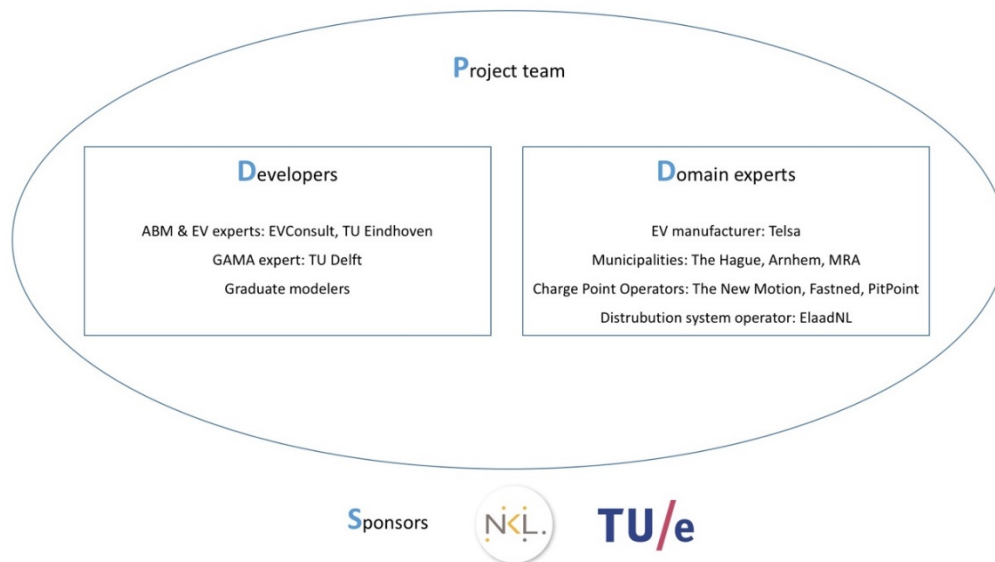 Project team
Developers
ABM & EV experts: EVConsult, TU Eindhoven
GAMA expert: TU Delft
Graduate modelers
Domain experts
EV manufacturer: Telsa
Municipalities: The Hague, Arnhem, MRA
Charge Point Operators: The New Motion, Fastned, PitPoint
Distrubution system operator: ElaadNL
Sponsors
NKL.
TU/e